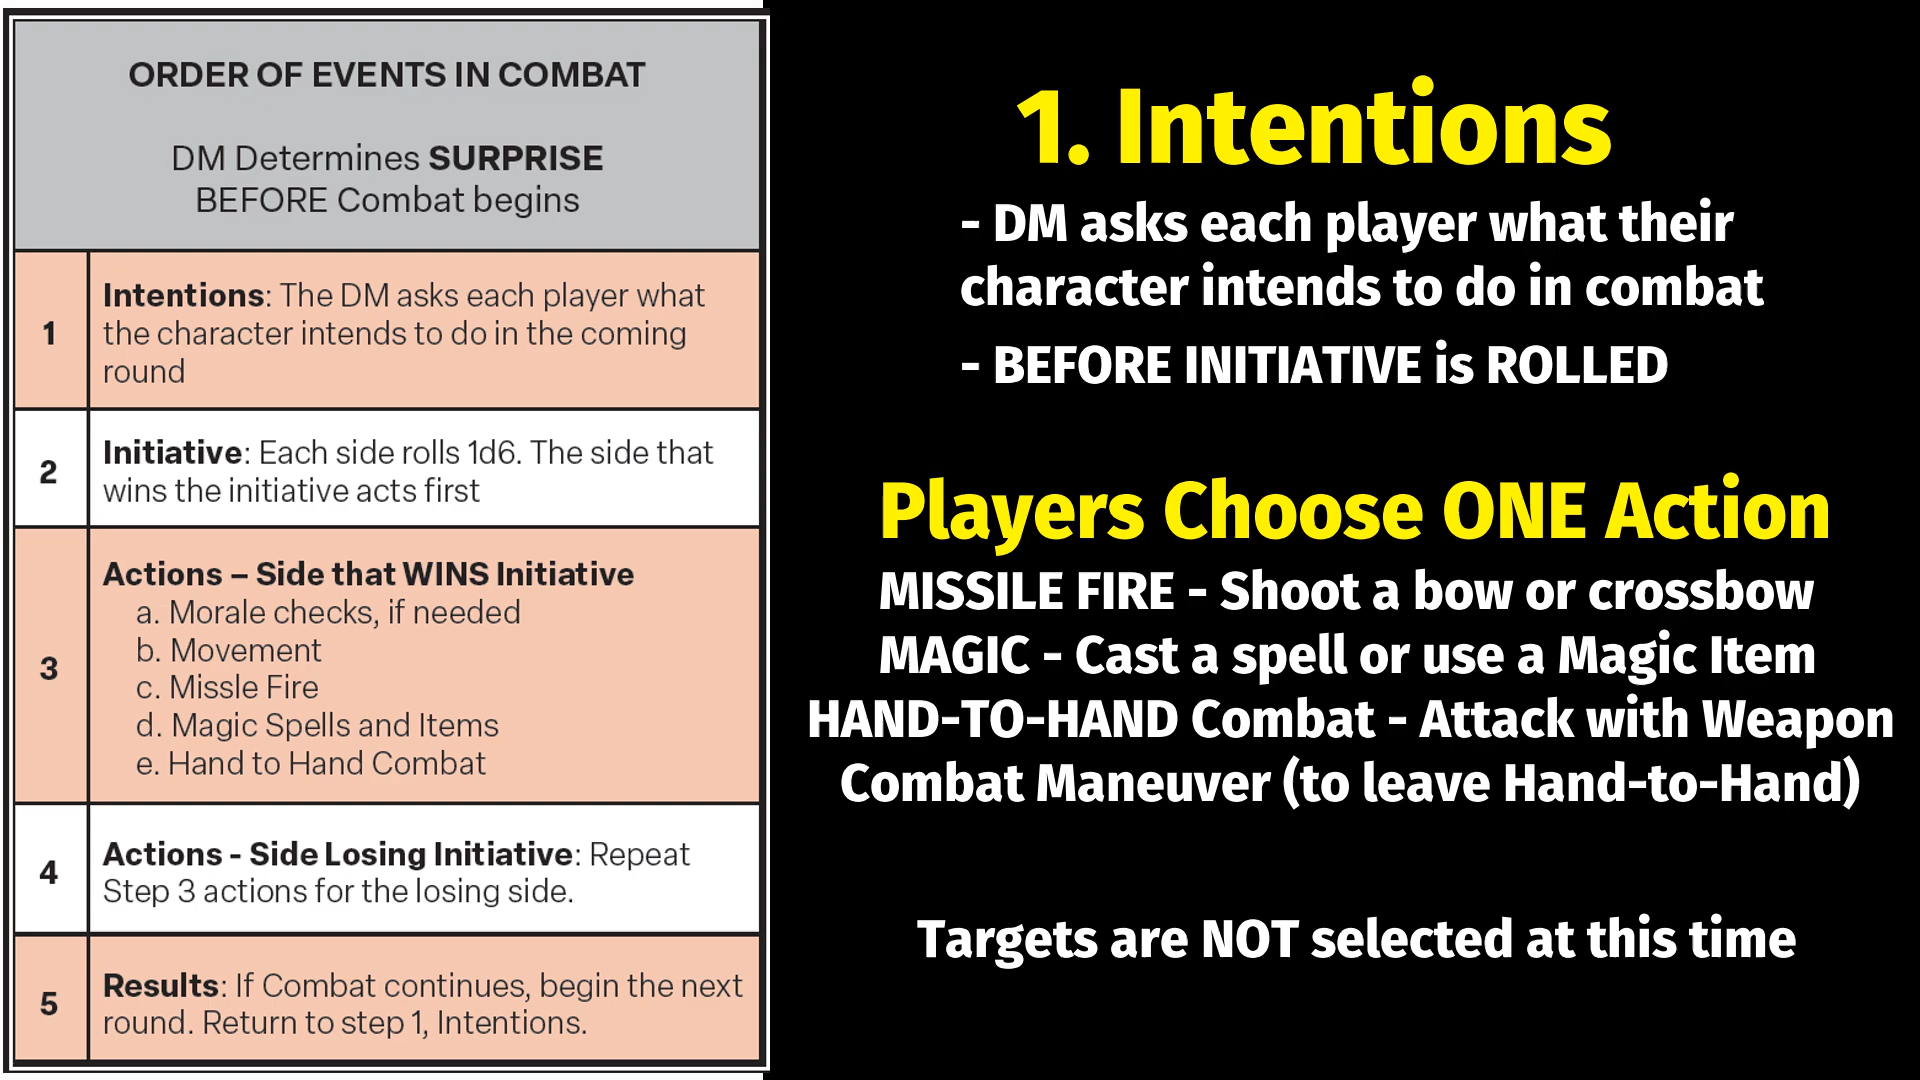 ORDER OF EVENTS IN COMBAT
DM Determines SURPRISE
BEFORE Combat begins
1
Intentions: The DM asks each player what
the character intends to do in the coming
round
2
Initiative: Each side rolls 1d6. The side that
wins the initiative acts first
3
Actions – Side that WINS Initiative
a. Morale checks, if needed
b. Movement
c. Missle Fire
d. Magic Spells and Items
e. Hand to Hand Combat
4
Actions - Side Losing Initiative: Repeat
Step 3 actions for the losing side.
5
Results: If Combat continues, begin the next
round. Return to step 1, Intentions.
1. Intentions
- DM asks each player what their
character intends to do in combat
- BEFORE INITIATIVE is ROLLED
Players Choose ONE Action
MISSILE FIRE - Shoot a bow or crossbow
MAGIC - Cast a spell or use a Magic Item
HAND-TO-HAND Combat - Attack with Weapon
Combat Maneuver (to leave Hand-to-Hand)
Targets are NOT selected at this time